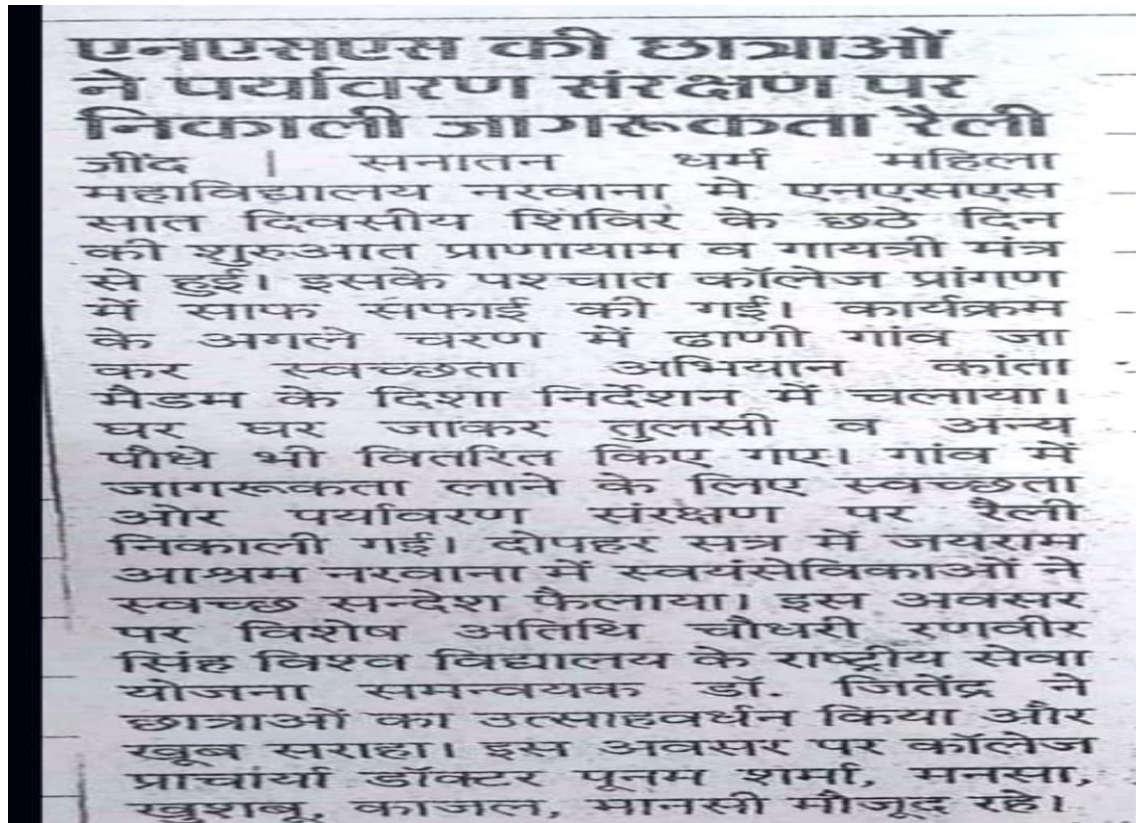 एनएसएस की छात्राओं
ने पर्यावरण संरक्षण पर
निकाली जागरूकता रैली
जींद | सनातन धर्म महिला
महाविद्यालय नरवाना में एनएसएस
सात दिवसीय शिविर के छठे दिन
की शुरुआत प्राणायाम व गायत्री मंत्र
से हुई। इसके पश्चात कॉलेज प्रांगण
में साफ सफाई की गई। कार्यक्रम
के अगले चरण में ढाणी गांव जा
कर स्वच्छता अभियान कांता
मैडम के दिशा निर्देशन में चलाया।
घर घर जाकर तुलसी व अन्य
पौधे भी वितरित किए गए। गांव में
जागरूकता लाने के लिए स्वच्छता
ओर पर्यावरण संरक्षण पर रैली
निकाली गई। दोपहर सत्र में जयराम
आश्रम नरवाना में स्वयंसेविकाओं ने
स्वच्छ सन्देश फैलाया। इस अवसर
पर विशेष अतिथि चौधरी रणवीर
सिंह विश्व विद्यालय के राष्ट्रीय सेवा
योजना समन्वयक डॉ. जितेंद्र ने
छात्राओं का उत्साहवर्धन किया और
खूब सराहा। इस अवसर पर कॉलेज
प्राचार्या डॉक्टर पूनम शर्मा, मनसा,
खुशबू, काजल, मानसी मौजूद रहे।